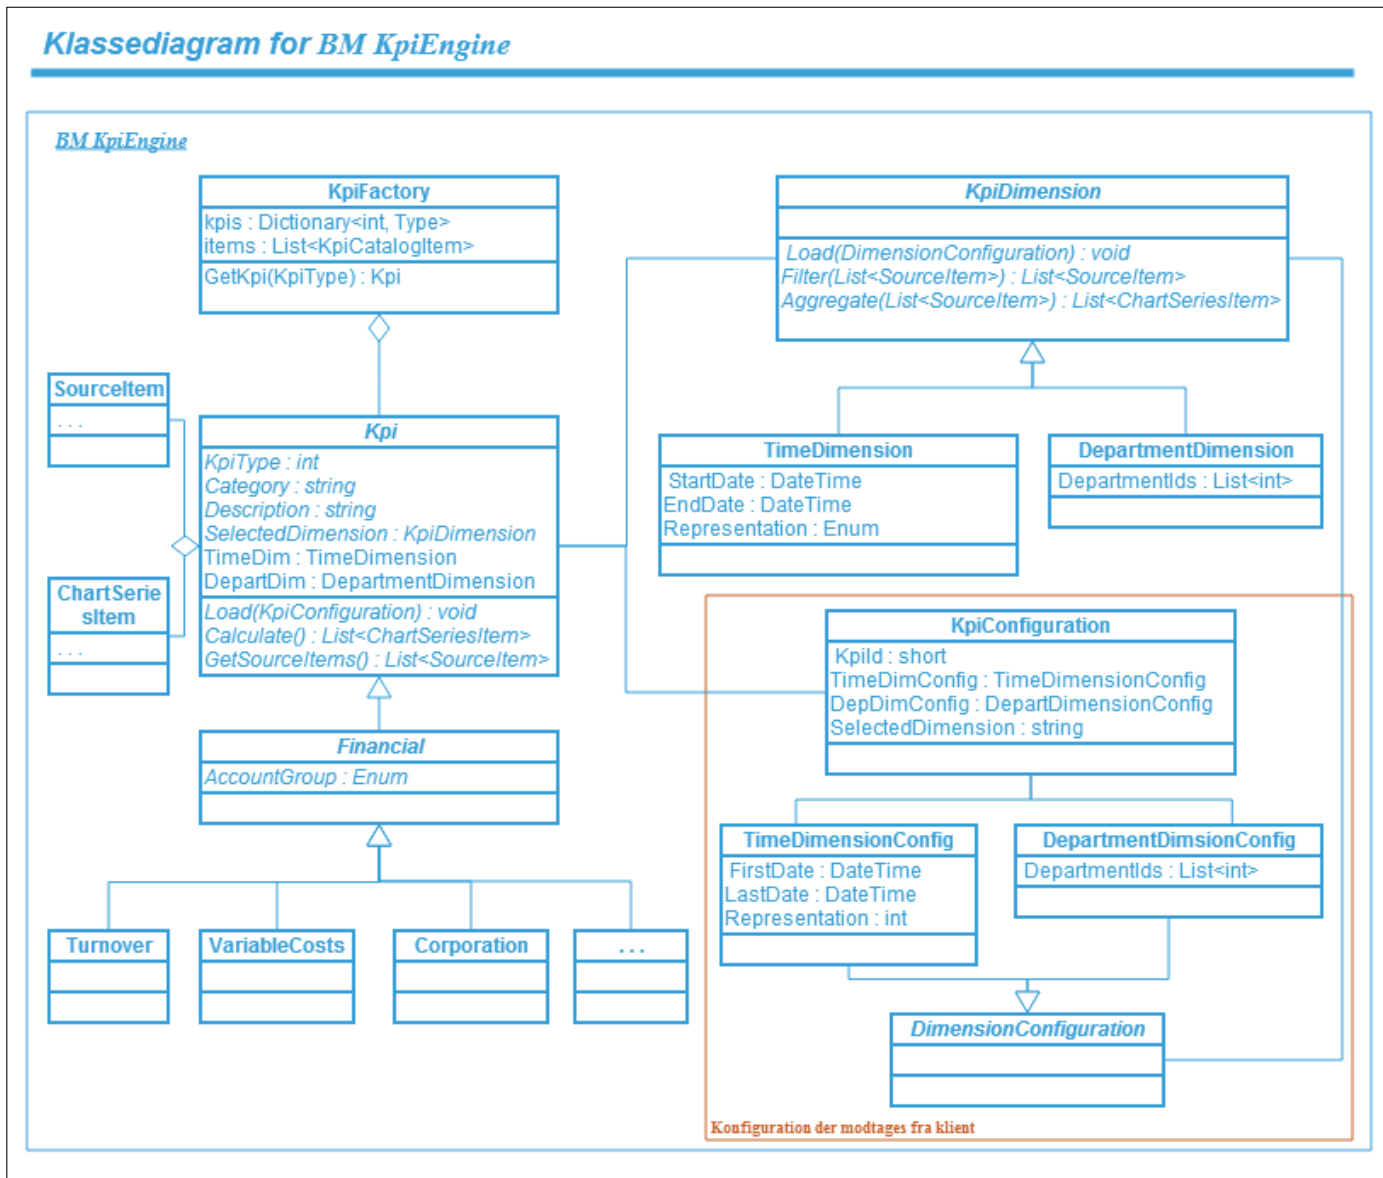 Klassediagram for BM KpiEngine
BM KpiEngine
KpiFactory
kpis : Dictionary<int, Type>
items : List<KpiCatalogItem>
GetKpi(KpiType) : Kpi
KpiDimension
Load(DimensionConfiguration) : void
Filter(List<SourceItem>) : List<SourceItem>
Aggregate(List<SourceItem>) : List<ChartSeriesItem>
SourceItem
. . .
ChartSerie
sItem
. . .
Kpi
KpiType : int
Category : string
Description : string
SelectedDimension : KpiDimension
TimeDim : TimeDimension
DepartDim : DepartmentDimension
Load(KpiConfiguration) : void
Calculate() : List<ChartSeriesItem>
GetSourceItems() : List<SourceItem>
TimeDimension
StartDate : DateTime
EndDate : DateTime
Representation : Enum
DepartmentDimension
DepartmentIds : List<int>
KpiConfiguration
KpiId : short
TimeDimConfig : TimeDimensionConfig
DepDimConfig : DepartDimensionConfig
SelectedDimension : string
Financial
AccountGroup : Enum
TimeDimensionConfig
FirstDate : DateTime
LastDate : DateTime
Representation : int
DepartmentDimsionConfig
DepartmentIds : List<int>
Turnover
VariableCosts
Corporation
. . .
DimensionConfiguration
Konfiguration der modtages fra klient